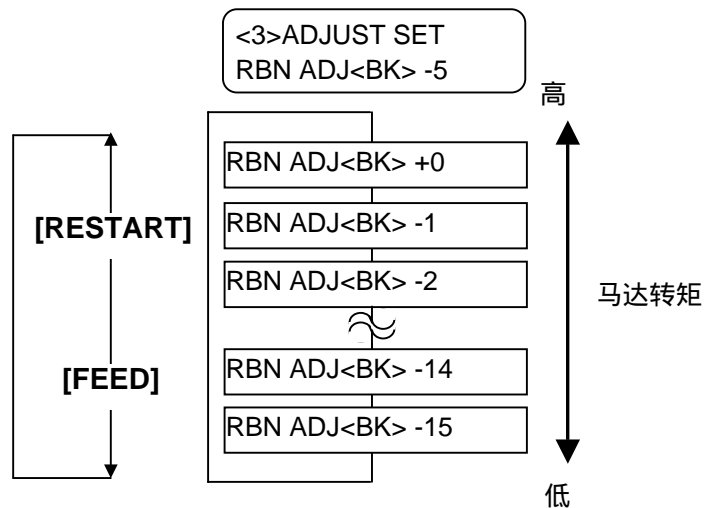 <3>ADJUST SET
RBN ADJ<BK> -5
高
RBN ADJ<BK> +0
[RESTART]
RBN ADJ<BK> -1
RBN ADJ<BK> -2
马达转矩
[FEED]
RBN ADJ<BK> -14
RBN ADJ<BK> -15
低